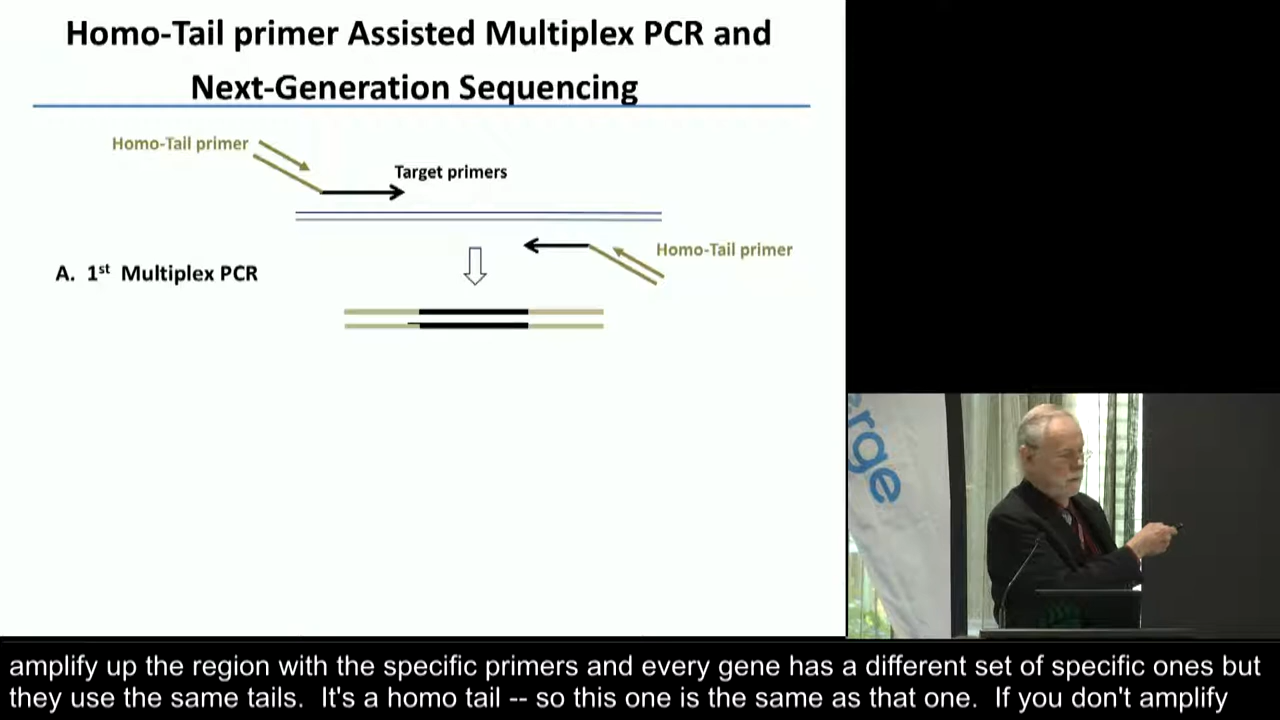 Homo-Tail primer Assisted Multiplex PCR and
Next-Generation Sequencing
Homo-Tail primer
Target primers
Homo-Tail primer
A. 1st Multiplex PCR
erge
amplify up the region with the specific primers and every gene has a different set of specific ones but
they use the same tails. It's a homo tail -- so this one is the same as that one. If you don't amplify